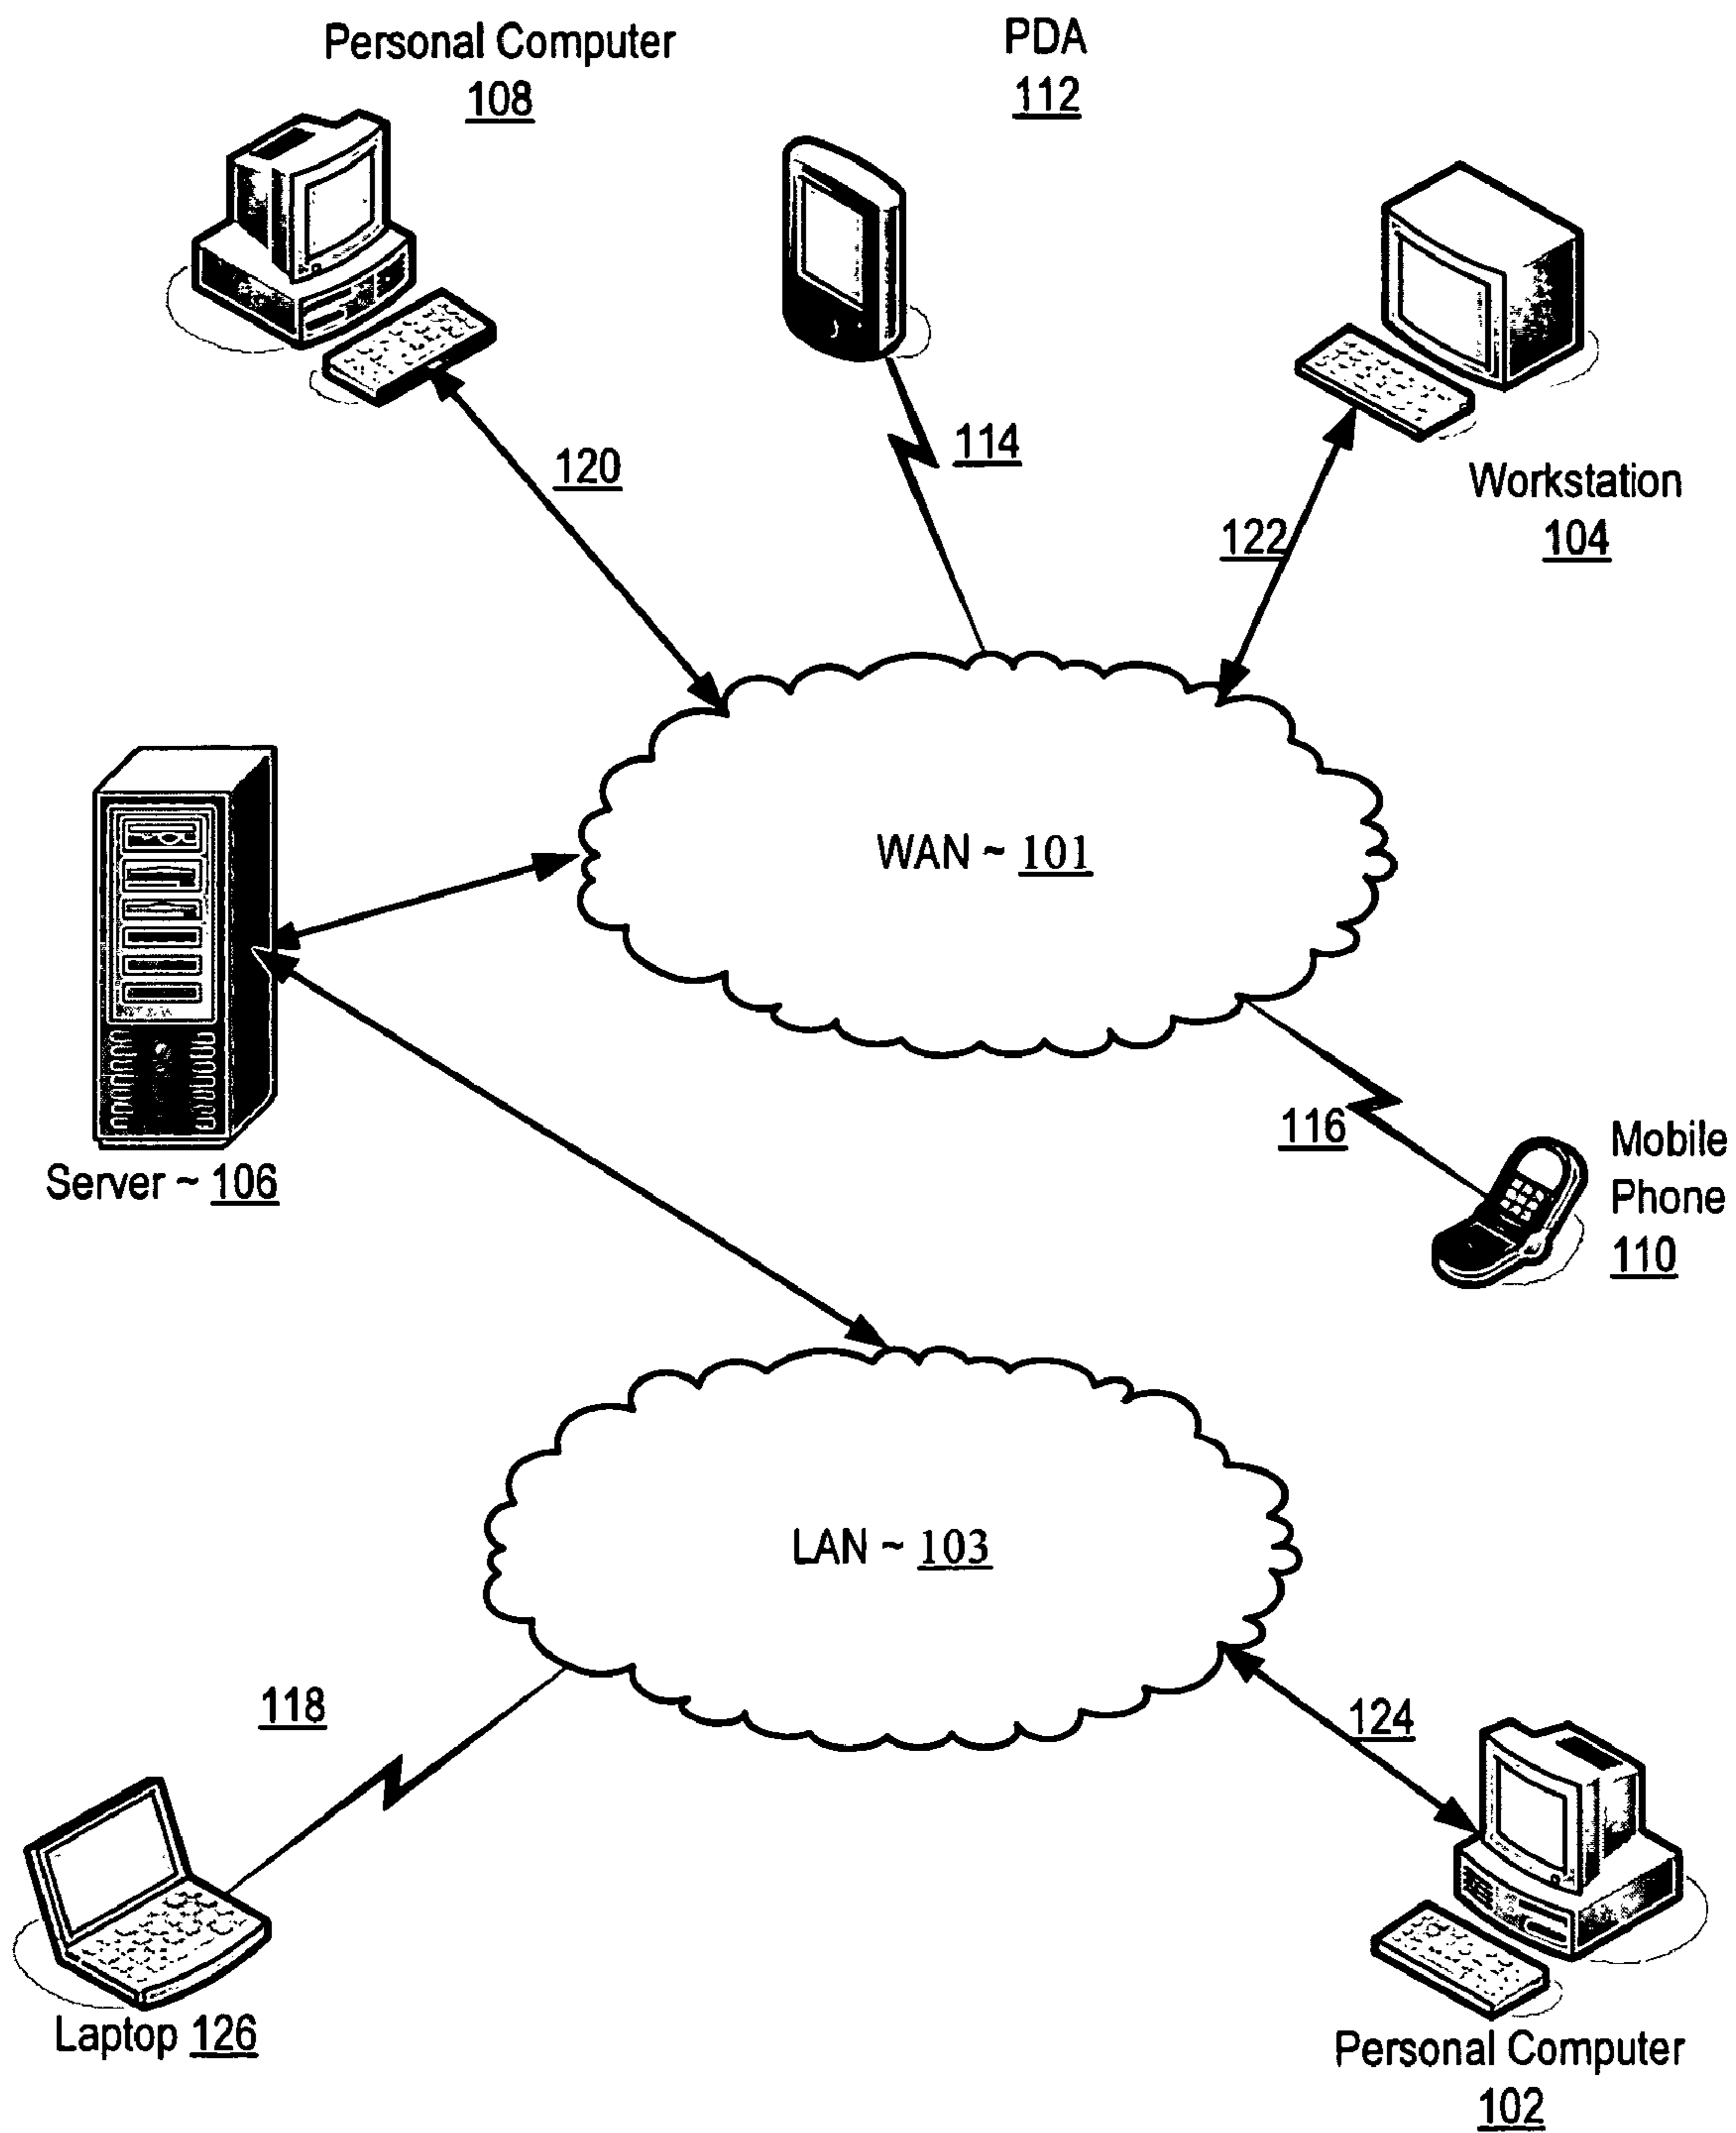 Personal Computer
108
PDA
112
120
114
122
Workstation
104
WAN ~ 101
Server ~ 106
116
Mobile
Phone
110
LAN ~ 103
118
124
Laptop 126
Personal Computer
102